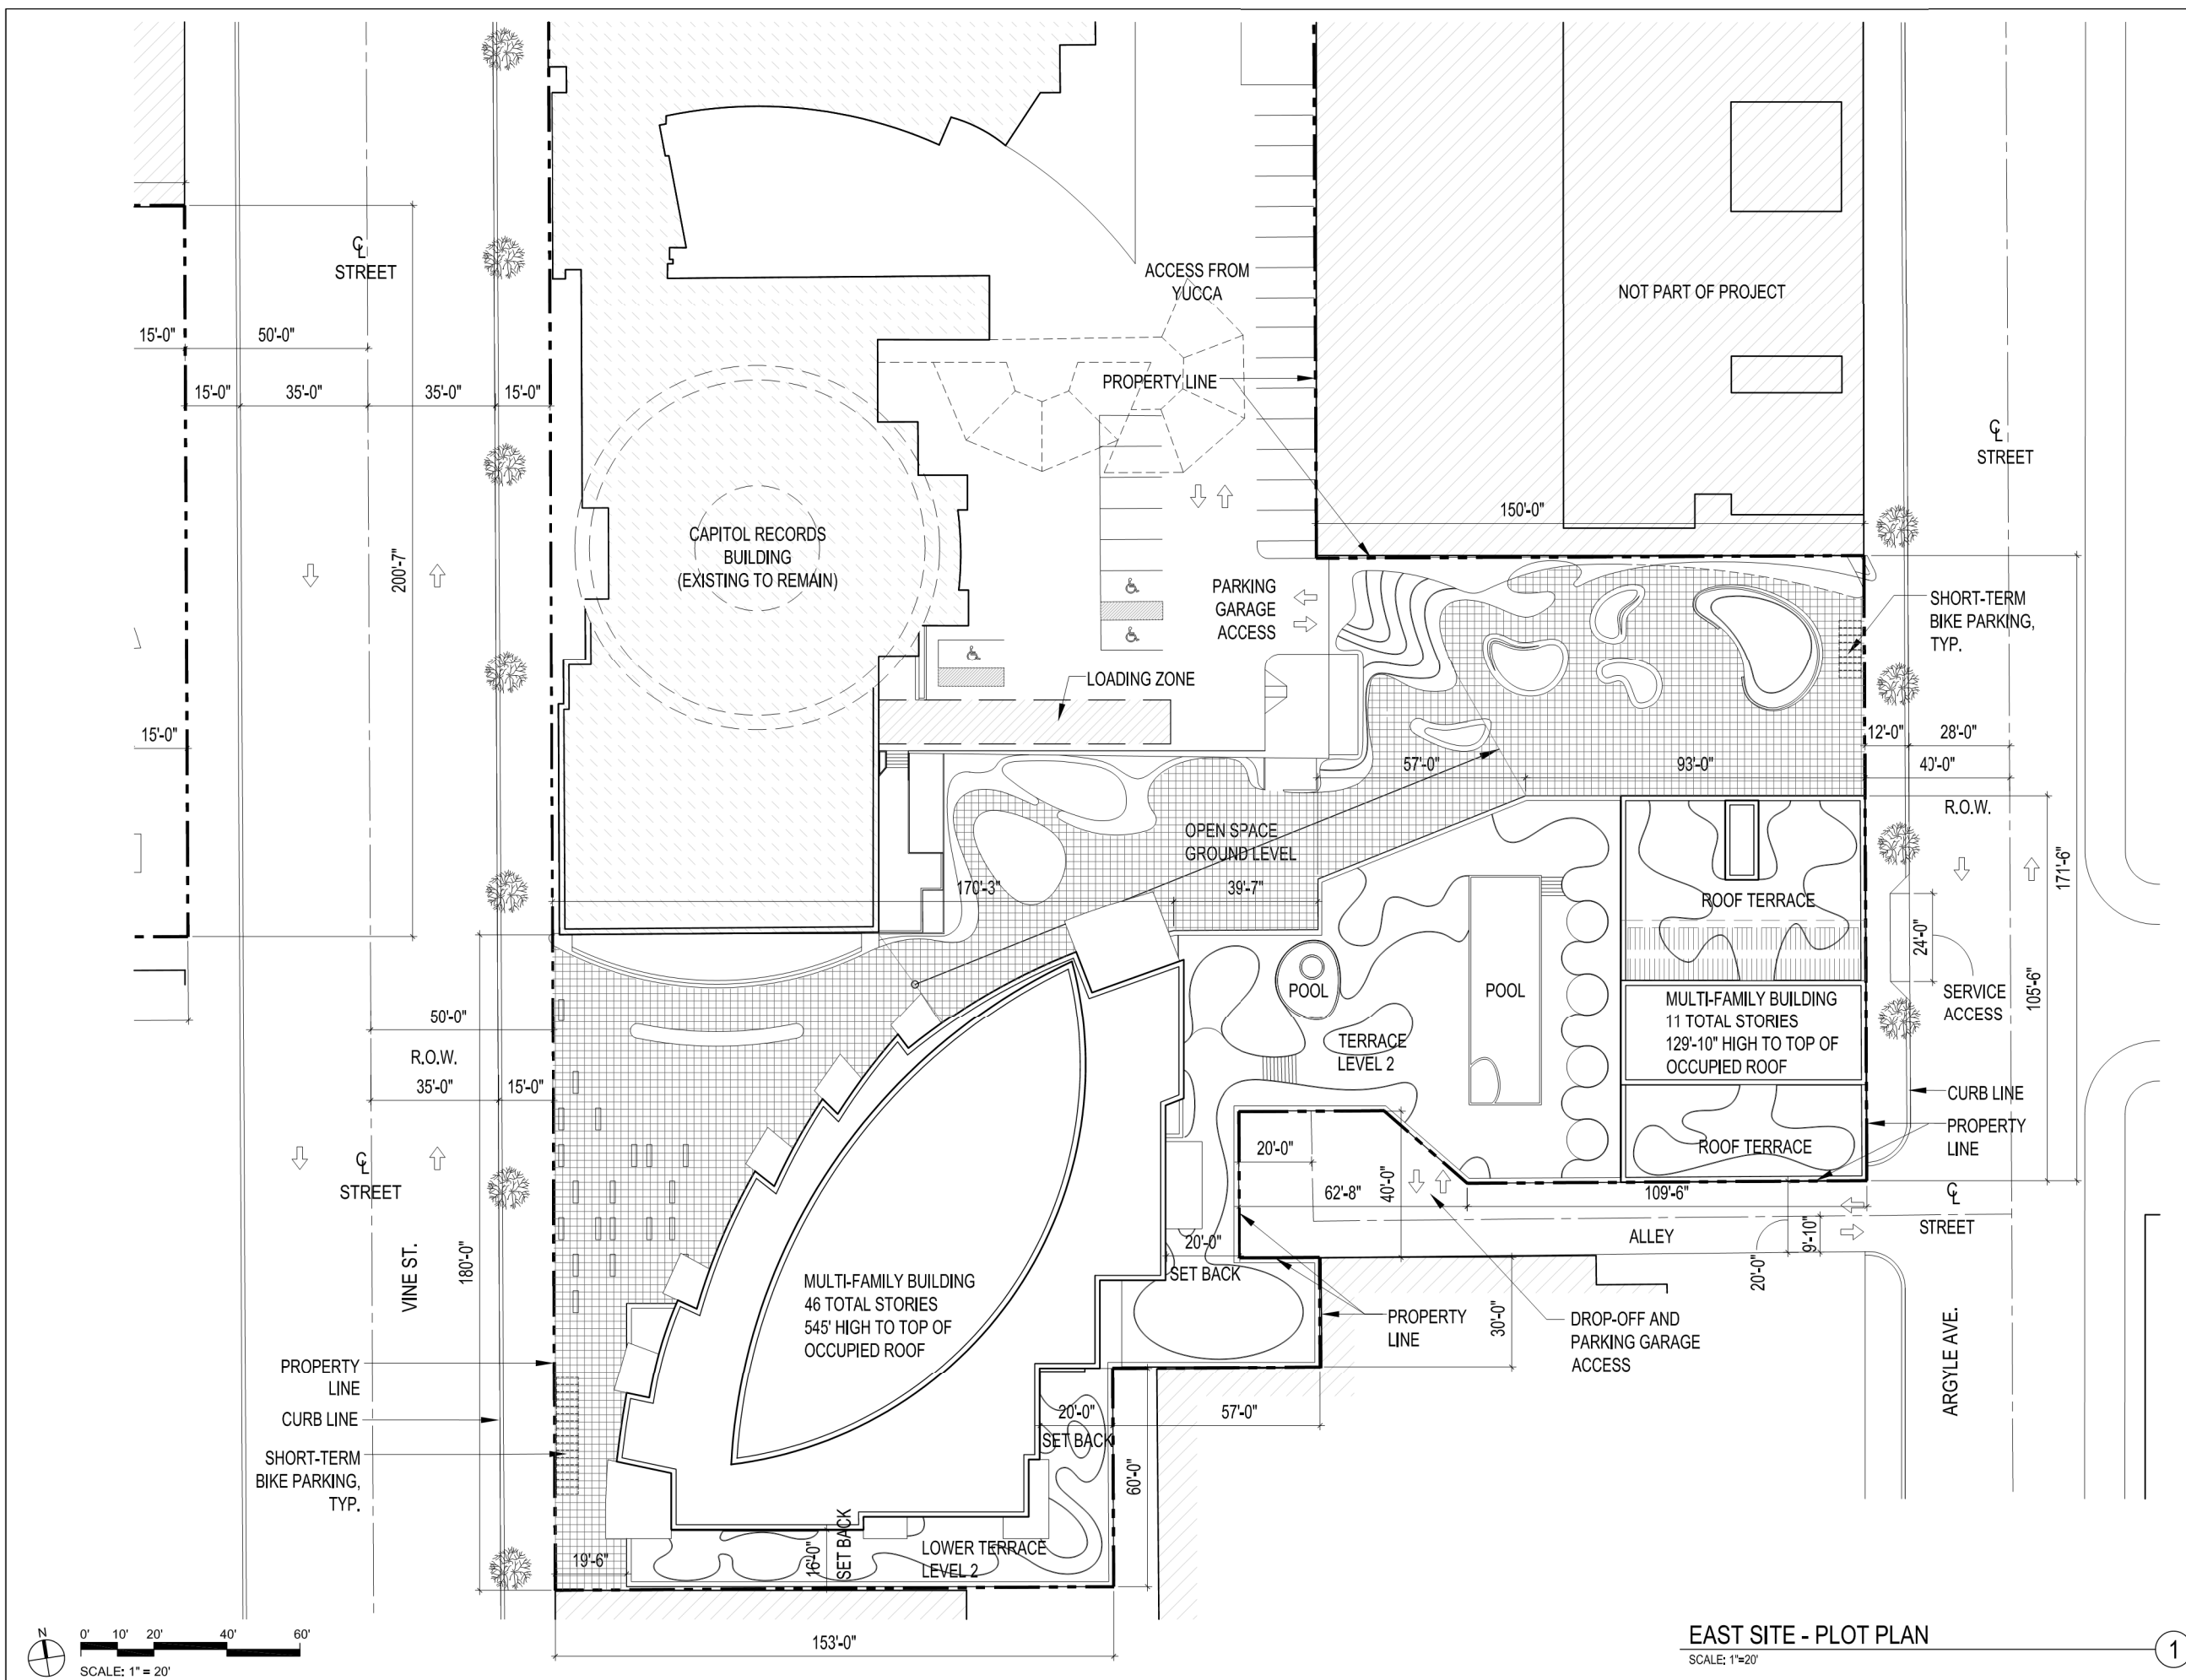 ℄
STREET
15'-0"
50'-0"
15'-0"
35'-0"
35'-0"
15'-0"
200'-7"
15'-0"
ACCESS FROM
YUCCA
PROPERTY LINE
NOT PART OF PROJECT
℄
STREET
150'-0"
CAPITOL RECORDS
BUILDING
(EXISTING TO REMAIN)
PARKING
GARAGE
ACCESS
SHORT-TERM
BIKE PARKING,
TYP.
LOADING ZONE
12'-0"
28'-0"
57'-0"
93'-0"
40'-0"
R.O.W.
OPEN SPACE
GROUND LEVEL
170'-3"
39'-7"
ROOF TERRACE
171'-6"
24'-0"
105'-6"
SERVICE
ACCESS
POOL
POOL
MULTI-FAMILY BUILDING
11 TOTAL STORIES
129'-10" HIGH TO TOP OF
OCCUPIED ROOF
TERRACE
LEVEL 2
CURB LINE
PROPERTY
LINE
ROOF TERRACE
50'-0"
R.O.W.
35'-0"
15'-0"
℄
STREET
VINE ST.
180'-0"
20'-0"
62'-8"
40'-0"
109'-6"
℄
STREET
ALLEY
9'-10"
20'-0"
20'-0"
SET BACK
MULTI-FAMILY BUILDING
46 TOTAL STORIES
545' HIGH TO TOP OF
OCCUPIED ROOF
PROPERTY
LINE
30'-0"
DROP-OFF AND
PARKING GARAGE
ACCESS
ARGYLE AVE.
PROPERTY
LINE
CURB LINE
SHORT-TERM
BIKE PARKING,
TYP.
20'-0"
57'-0"
SET BACK
60'-0"
19'-6"
16'-0"
SET BACK
LOWER TERRACE
LEVEL 2
153'-0"
N
0' 10' 20' 40' 60'
SCALE: 1" = 20'
EAST SITE - PLOT PLAN
SCALE: 1"=20'
1